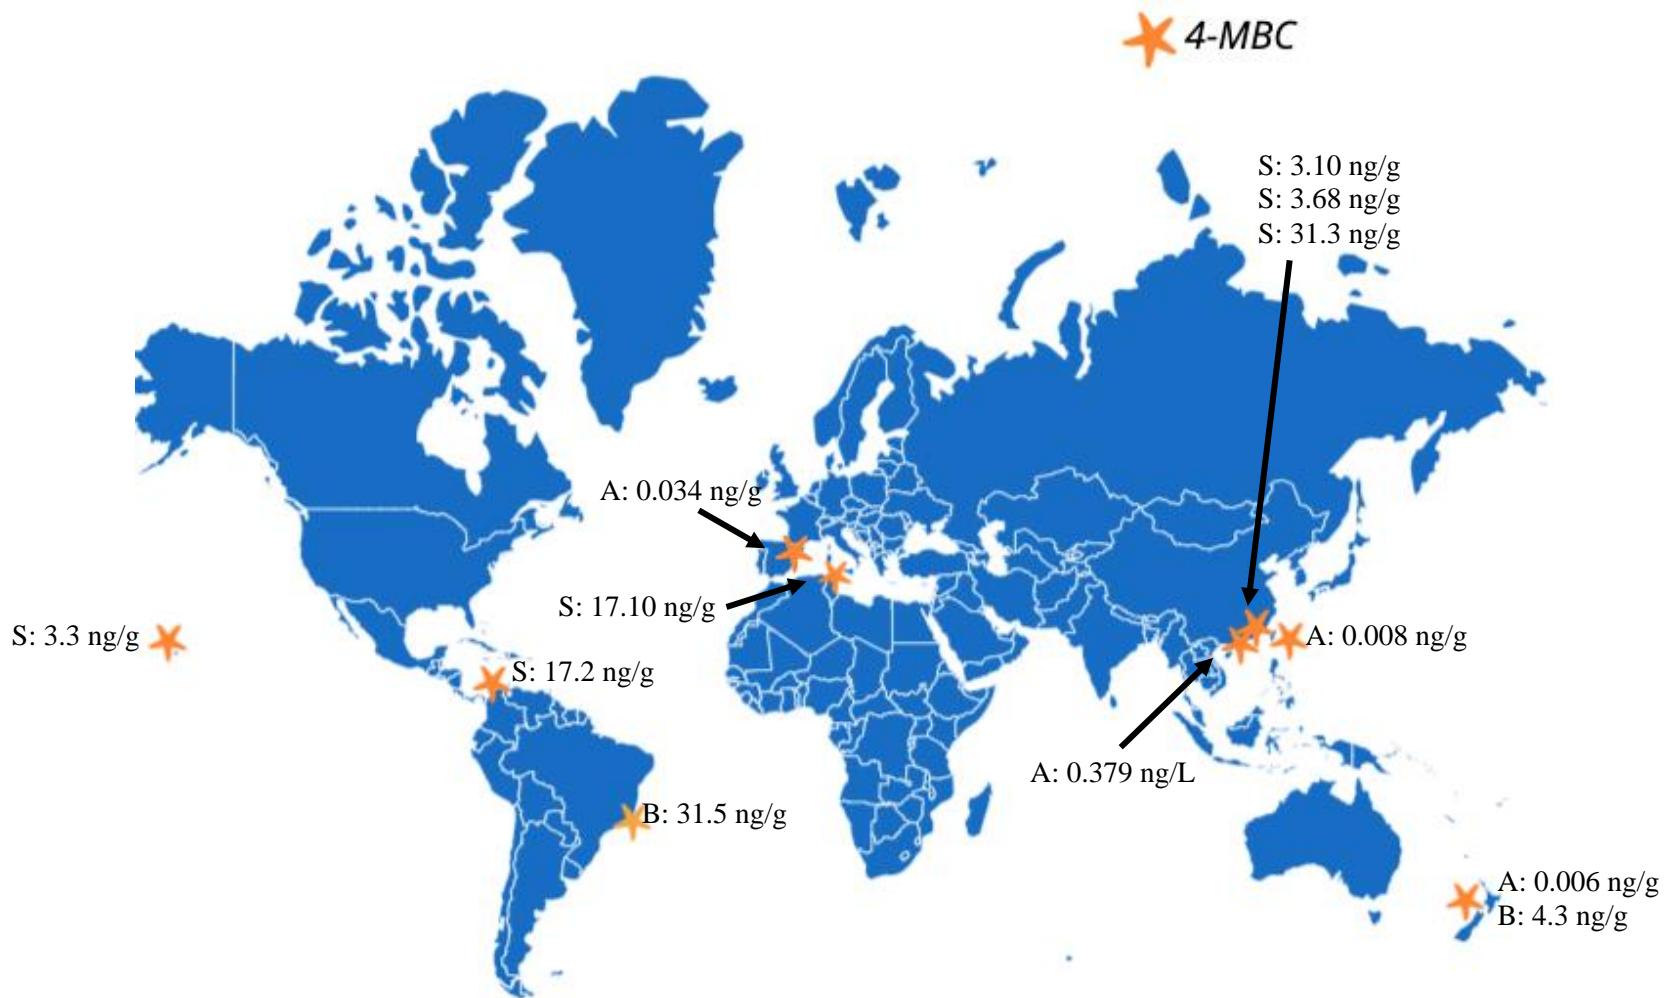 4-MBC
S: 3.10 ng/g
S: 3.68 ng/g
S: 31.3 ng/g
A: 0.034 ng/g
S: 17.10 ng/g
S: 3.3 ng/g
A: 0.008 ng/g
S: 17.2 ng/g
A: 0.379 ng/L
B: 31.5 ng/g
A: 0.006 ng/g
B: 4.3 ng/g